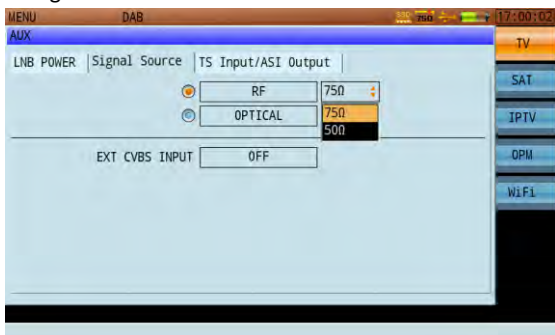 MENU DAB 75Ω 17:00:02
AUX
TV
LNB POWER Signal Source TS Input/ASI Output
SAT
RF 75Ω
OPTICAL 75Ω
IPTV
50Ω
EXT CVBS INPUT OFF
OPM
WiFi